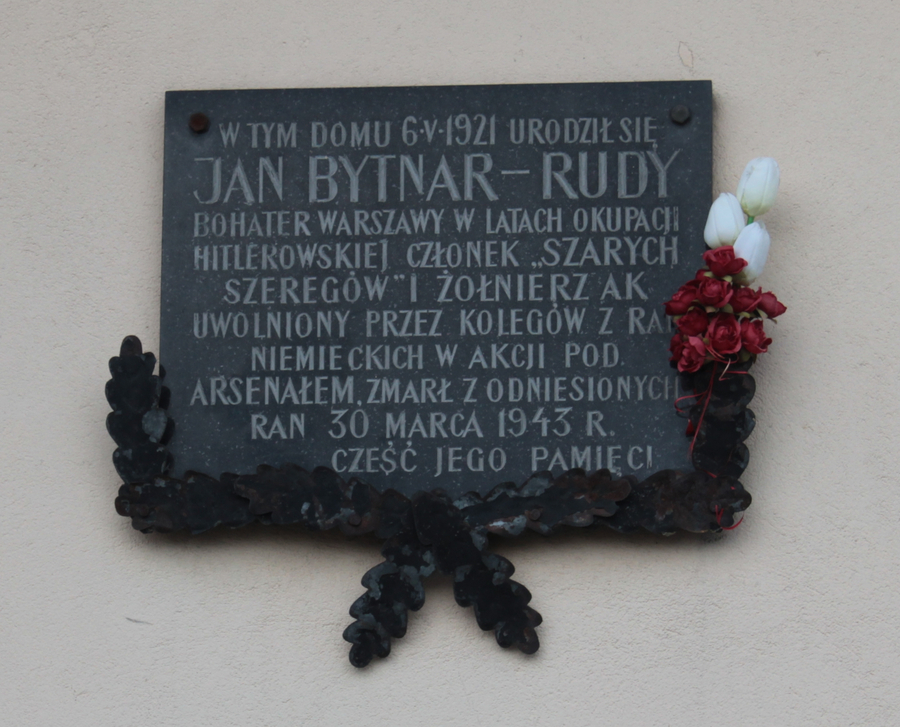 W TYM DOMU 6·V·1921 URODZIŁ SIĘ
JAN BYTNAR – RUDY
BOHATER WARSZAWY W LATACH OKUPACJI
HITLEROWSKIEJ CZŁONEK „SZARYCH
SZEREGÓW" I ŻOŁNIERZ AK
UWOLNIONY PRZEZ KOLEGÓW Z
NIEMIECKICH W AKCJI POD.
ARSENAŁEM. ZMARŁ Z ODNIESIONYCH
RAN 30 MARCA 1943 R.
CZEŚĆ JEGO PAMIĘCI